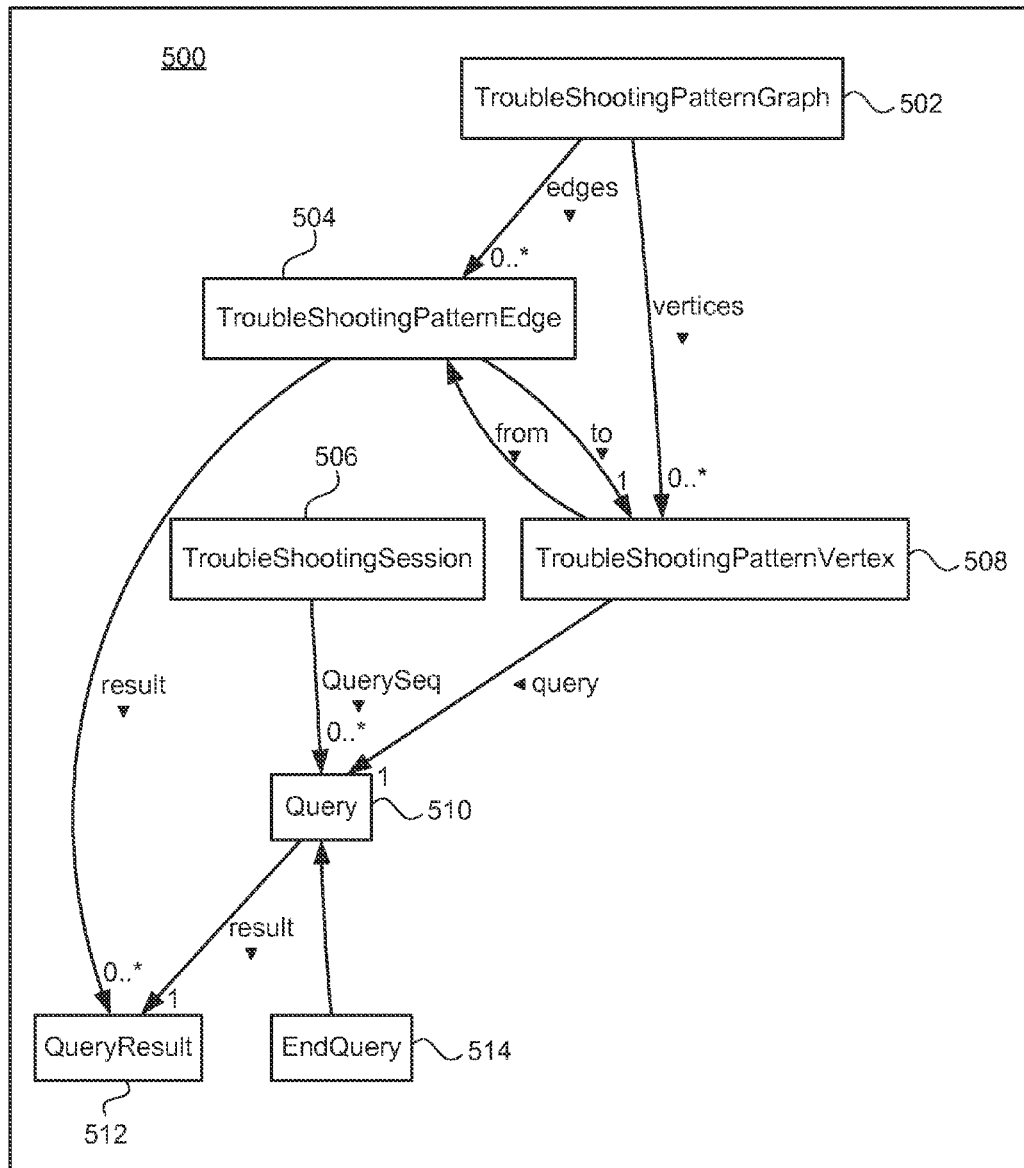 500
TroubleShootingPatternGraph
502
edges
504
0..*
TroubleShootingPatternEdge
vertices
from
to
506
1
0..*
TroubleShootingSession
TroubleShootingPatternVertex
508
result
QuerySeq
query
0..*
1
Query
510
result
0..*
1
QueryResult
EndQuery
514
512